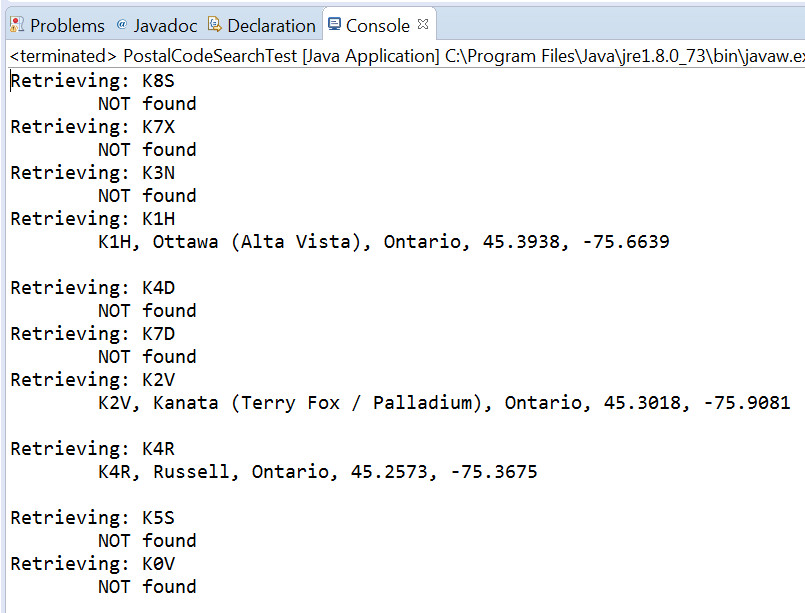 Problems @ Javadoc Declaration Console
<terminated> PostalCodeSearchTest [Java Application] C:\Program Files\Java\jre1.8.0_73\bin\javaw.ex
Retrieving: K8S
NOT found
Retrieving: K7X
NOT found
Retrieving: K3N
NOT found
Retrieving: K1H
K1H, Ottawa (Alta Vista), Ontario, 45.3938, -75.6639
Retrieving: K4D
NOT found
Retrieving: K7D
NOT found
Retrieving: K2V
K2V, Kanata (Terry Fox / Palladium), Ontario, 45.3018, -75.9081
Retrieving: K4R
K4R, Russell, Ontario, 45.2573, -75.3675
Retrieving: K5S
NOT found
Retrieving: K0V
NOT found